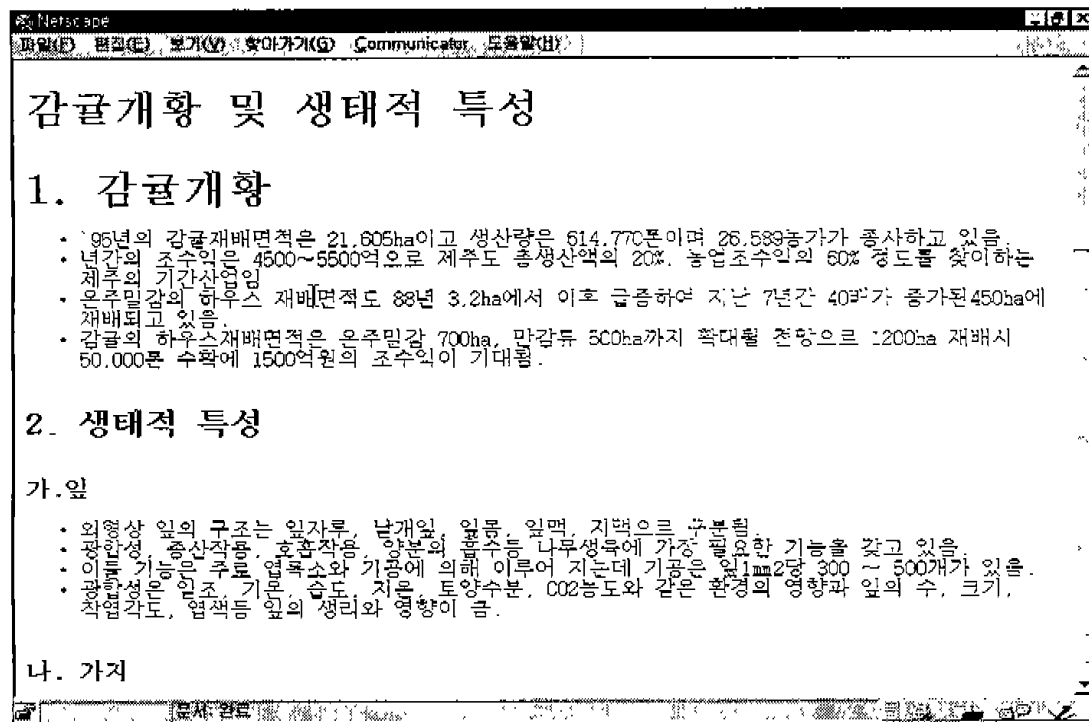 Netscape
파일(F) 편집(E) 보기(V) 찾아가기(G) Communicator 도움말(H)
감귤개황 및 생태적 특성
1. 감귤개황
• `95년의 감귤재배면적은 21.605ha이고 생산량은 614.770톤이며 26.589농가가 종사하고 있음.
• 년간의 조수익은 4500~5500억으로 제주도 총생산액의 20%. 농업조수익의 60% 정도를 찾이하는
제주의 기간산업임
• 온주밀감의 하우스 재배면적도 88년 3.2ha에서 이후 급증하여 지난 7년간 40배가 증가된450ha에
재배되고 있음.
• 감귤의 하우스재배면적은 온주밀감 700ha, 만감류 500ha까지 확대될 전망으로 1200ha 재배시
50.000톤 수확에 1500억원의 조수익이 기대됨.
2. 생태적 특성
가.잎
• 외형상 잎의 구조는 잎자루, 날개잎, 잎몸, 잎맥, 지맥으로 구분됨.
• 광합성, 증산작용, 호흡작용, 양분의 흡수등 나무생육에 가장 필요한 기능을 갖고 있음.
• 이들 기능은 주로 엽록소와 기공에 의해 이루어 지는데 기공은 잎1mm2당 300 ~ 500개가 있음.
• 광합성은 일조, 기온, 습도, 지온, 토양수분, CO2농도와 같은 환경의 영향과 잎의 수, 크기,
착엽각도, 엽색등 잎의 생리와 영향이 큼.
나. 가지
문서: 완료